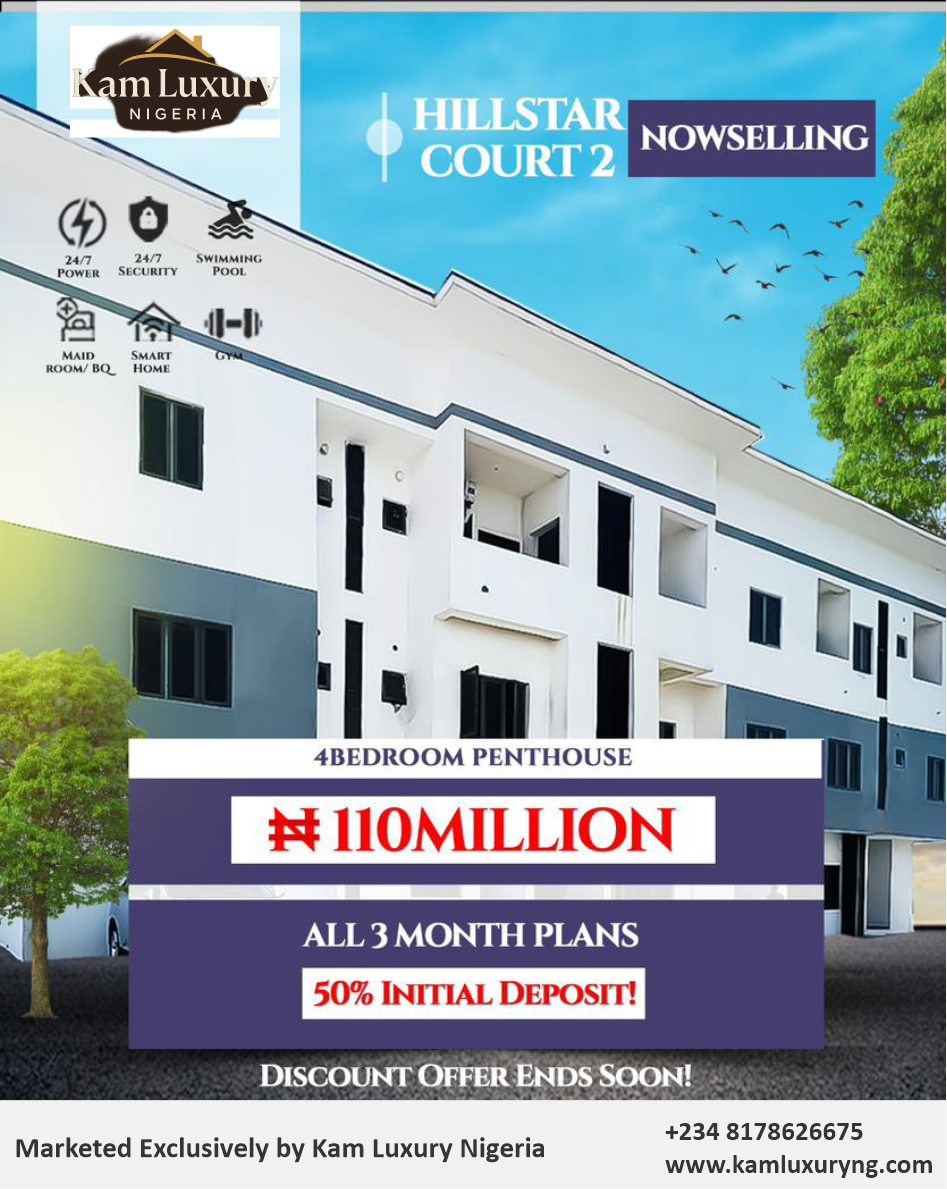 Kam Luxury
NIGERIA
HILLSTAR
COURT 2
NOWSELLING
24/7
POWER
24/7
SECURITY
SWIMMING
POOL
MAID
ROOM/ BQ
SMART
HOME
GYM
4BEDROOM PENTHOUSE
₦ 110MILLION
ALL 3 MONTH PLANS
50% INITIAL DEPOSIT!
DISCOUNT OFFER ENDS SOON!
Marketed Exclusively by Kam Luxury Nigeria
+234 8178626675
www.kamluxuryng.com